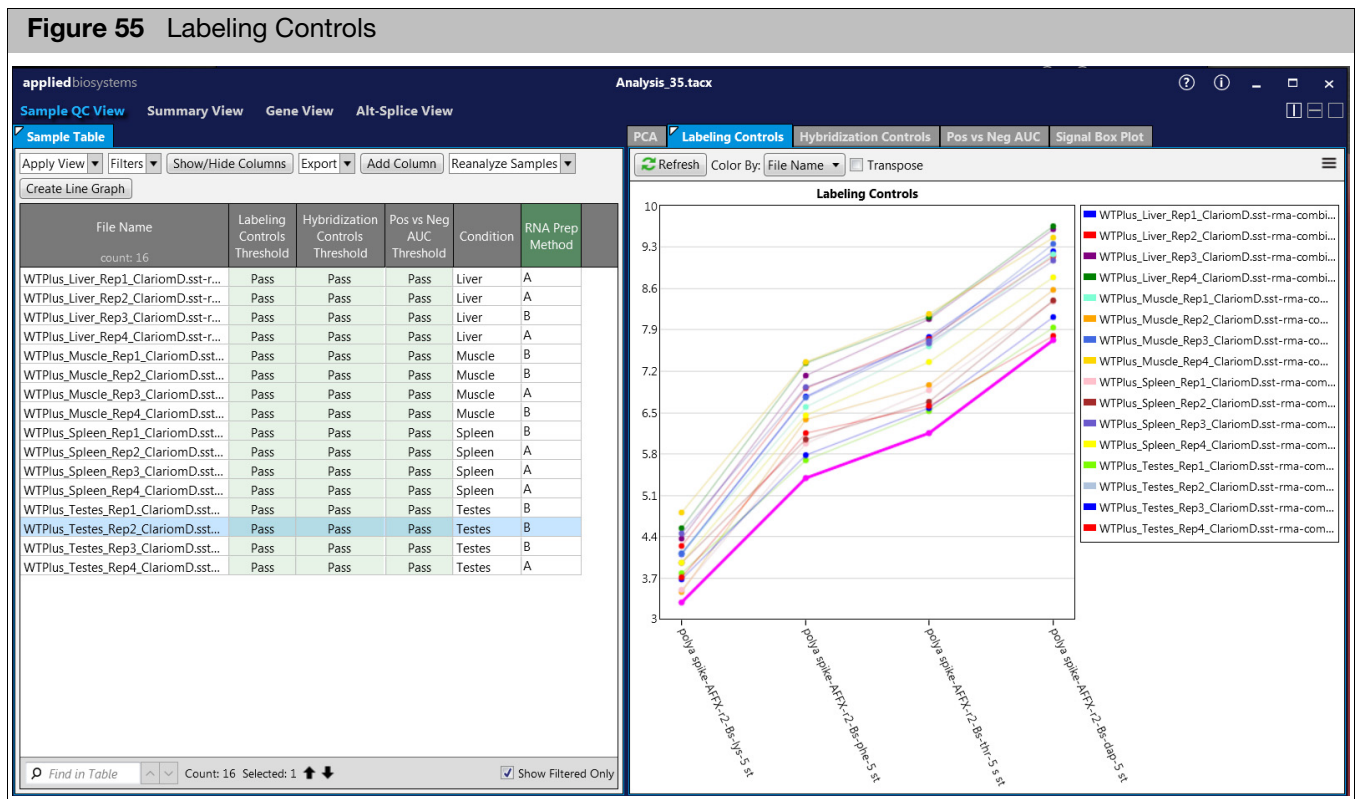 Figure 55 Labeling Controls
appliedbiosystems
Analysis_35.tacx
Sample QC View Summary View Gene View Alt-Splice View
Sample Table
Apply View Filters Show/Hide Columns Export Add Column Reanalyze Samples
Create Line Graph
File Name count: 16 Labeling Controls Threshold Hybridization Controls Threshold Pos vs Neg AUC Threshold Condition RNA Prep Method
WTPlus_Liver_Rep1_ClariomD.sst-r... Pass Pass Pass Liver A
WTPlus_Liver_Rep2_ClariomD.sst-r... Pass Pass Pass Liver A
WTPlus_Liver_Rep3_ClariomD.sst-r... Pass Pass Pass Liver B
WTPlus_Liver_Rep4_ClariomD.sst-r... Pass Pass Pass Liver A
WTPlus_Muscle_Rep1_ClariomD.sst... Pass Pass Pass Muscle B
WTPlus_Muscle_Rep2_ClariomD.sst... Pass Pass Pass Muscle B
WTPlus_Muscle_Rep3_ClariomD.sst... Pass Pass Pass Muscle A
WTPlus_Muscle_Rep4_ClariomD.sst... Pass Pass Pass Muscle B
WTPlus_Spleen_Rep1_ClariomD.sst... Pass Pass Pass Spleen B
WTPlus_Spleen_Rep2_ClariomD.sst... Pass Pass Pass Spleen A
WTPlus_Spleen_Rep3_ClariomD.sst... Pass Pass Pass Spleen A
WTPlus_Spleen_Rep4_ClariomD.sst... Pass Pass Pass Spleen A
WTPlus_Testes_Rep1_ClariomD.sst... Pass Pass Pass Testes B
WTPlus_Testes_Rep2_ClariomD.sst... Pass Pass Pass Testes B
WTPlus_Testes_Rep3_ClariomD.sst... Pass Pass Pass Testes B
WTPlus_Testes_Rep4_ClariomD.sst... Pass Pass Pass Testes A
Find in Table Count: 16 Selected: 1 Show Filtered Only
PCA Labeling Controls Hybridization Controls Pos vs Neg AUC Signal Box Plot
Refresh Color By: File Name Transpose
Labeling Controls
10
9.3
8.6
7.9
7.2
6.5
5.8
5.1
4.4
3.7
3
polya spike-AFFX-r2-Bs-lys-5 st
polya spike-AFFX-r2-Bs-phe-5 st
polya spike-AFFX-r2-Bs-thr-5 s st
polya spike-AFFX-r2-Bs-dap-5 st
WTPlus_Liver_Rep1_ClariomD.sst-rma-combi...
WTPlus_Liver_Rep2_ClariomD.sst-rma-combi...
WTPlus_Liver_Rep3_ClariomD.sst-rma-combi...
WTPlus_Liver_Rep4_ClariomD.sst-rma-combi...
WTPlus_Muscle_Rep1_ClariomD.sst-rma-co...
WTPlus_Muscle_Rep2_ClariomD.sst-rma-co...
WTPlus_Muscle_Rep3_ClariomD.sst-rma-co...
WTPlus_Muscle_Rep4_ClariomD.sst-rma-co...
WTPlus_Spleen_Rep1_ClariomD.sst-rma-com...
WTPlus_Spleen_Rep2_ClariomD.sst-rma-com...
WTPlus_Spleen_Rep3_ClariomD.sst-rma-com...
WTPlus_Spleen_Rep4_ClariomD.sst-rma-com...
WTPlus_Testes_Rep1_ClariomD.sst-rma-com...
WTPlus_Testes_Rep2_ClariomD.sst-rma-com...
WTPlus_Testes_Rep3_ClariomD.sst-rma-com...
WTPlus_Testes_Rep4_ClariomD.sst-rma-com...